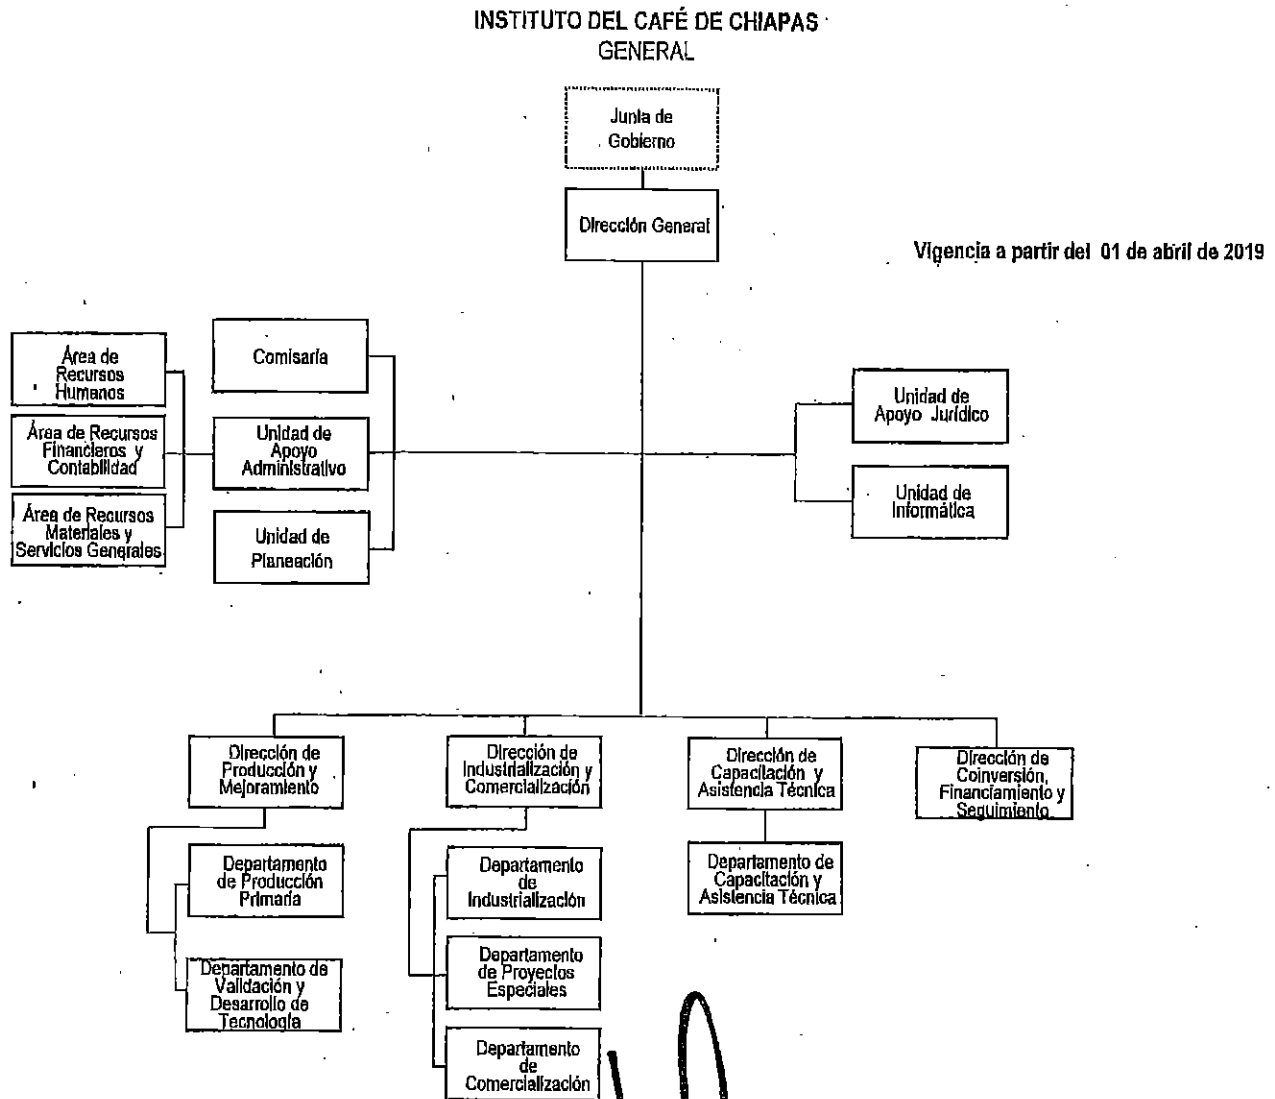 INSTITUTO DEL CAFÉ DE CHIAPAS
GENERAL
Junta de
Gobierno
Dirección General
Vigencia a partir del 01 de abril de 2019
Área de
Recursos
Humanos
Comisaría
Unidad de
Apoyo Jurídico
Área de Recursos
Financieros y
Contabilidad
Unidad de
Apoyo
Administrativo
Unidad de
Informática
Área de Recursos
Materiales y
Servicios Generales
Unidad de
Planeación
Dirección de
Producción y
Mejoramiento
Dirección de
Industrialización y
Comercialización
Dirección de
Capacitación y
Asistencia Técnica
Dirección de
Coinversión,
Financiamiento y
Seguimiento
Departamento
de Producción
Primaria
Departamento
de
Industrialización
Departamento de
Capacitación y
Asistencia Técnica
Departamento de
Validación y
Desarrollo de
Tecnología
Departamento
de Proyectos
Especiales
Departamento
de
Comercialización